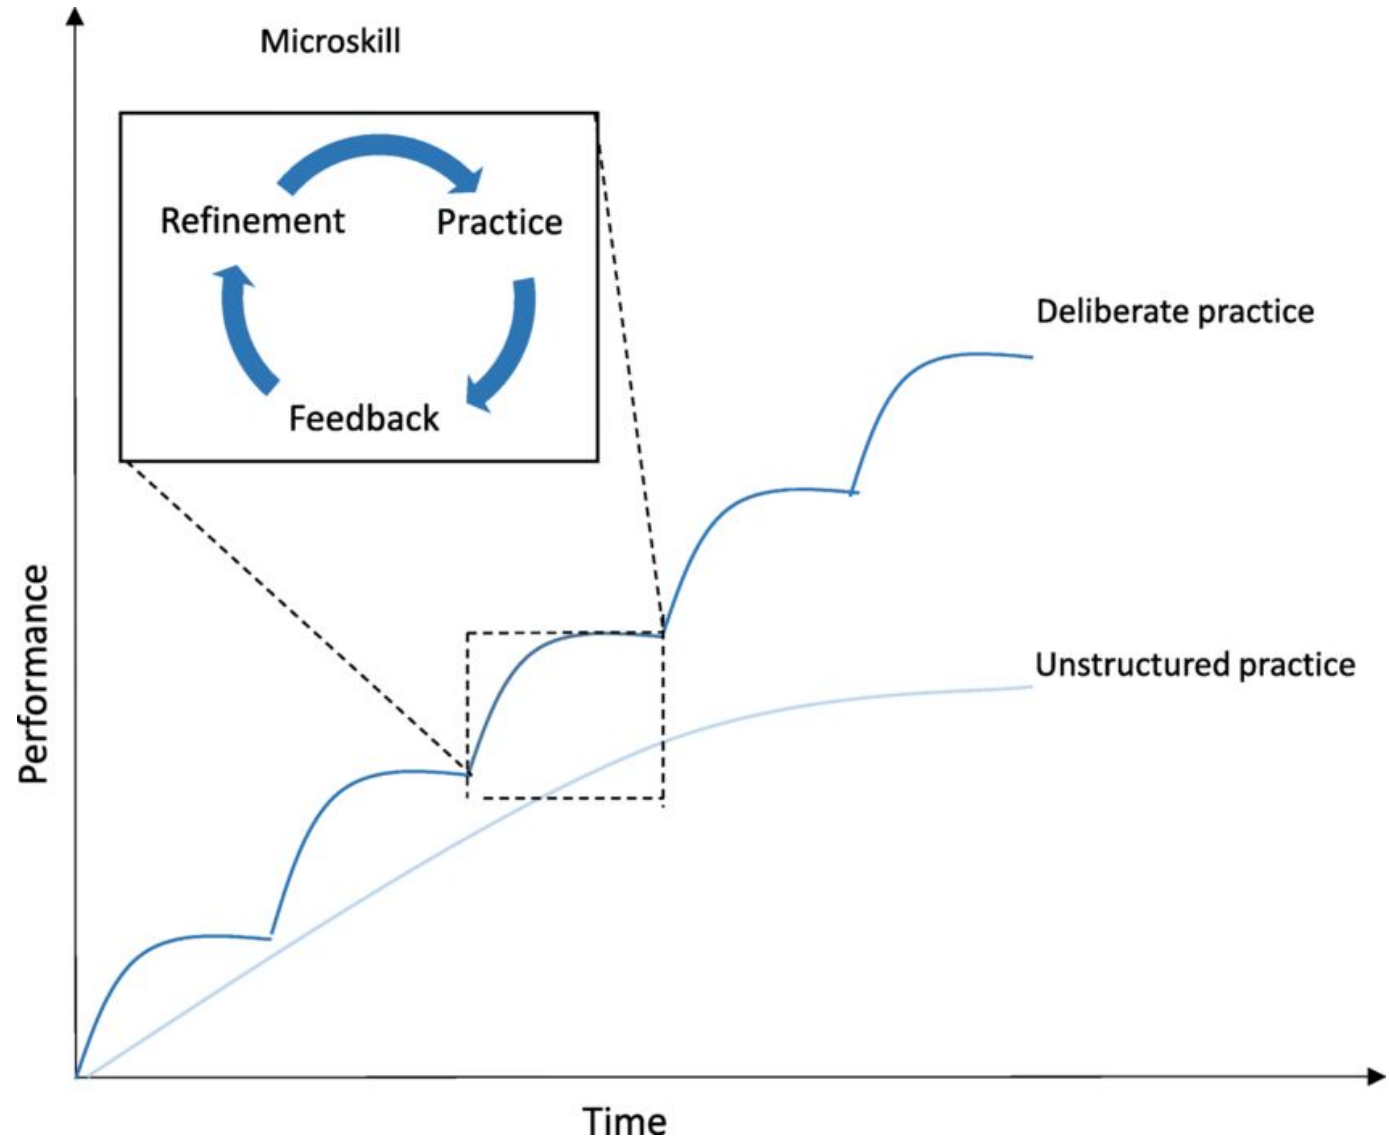 Microskill
Refinement
Practice
Feedback
Deliberate practice
Unstructured practice
Performance
Time